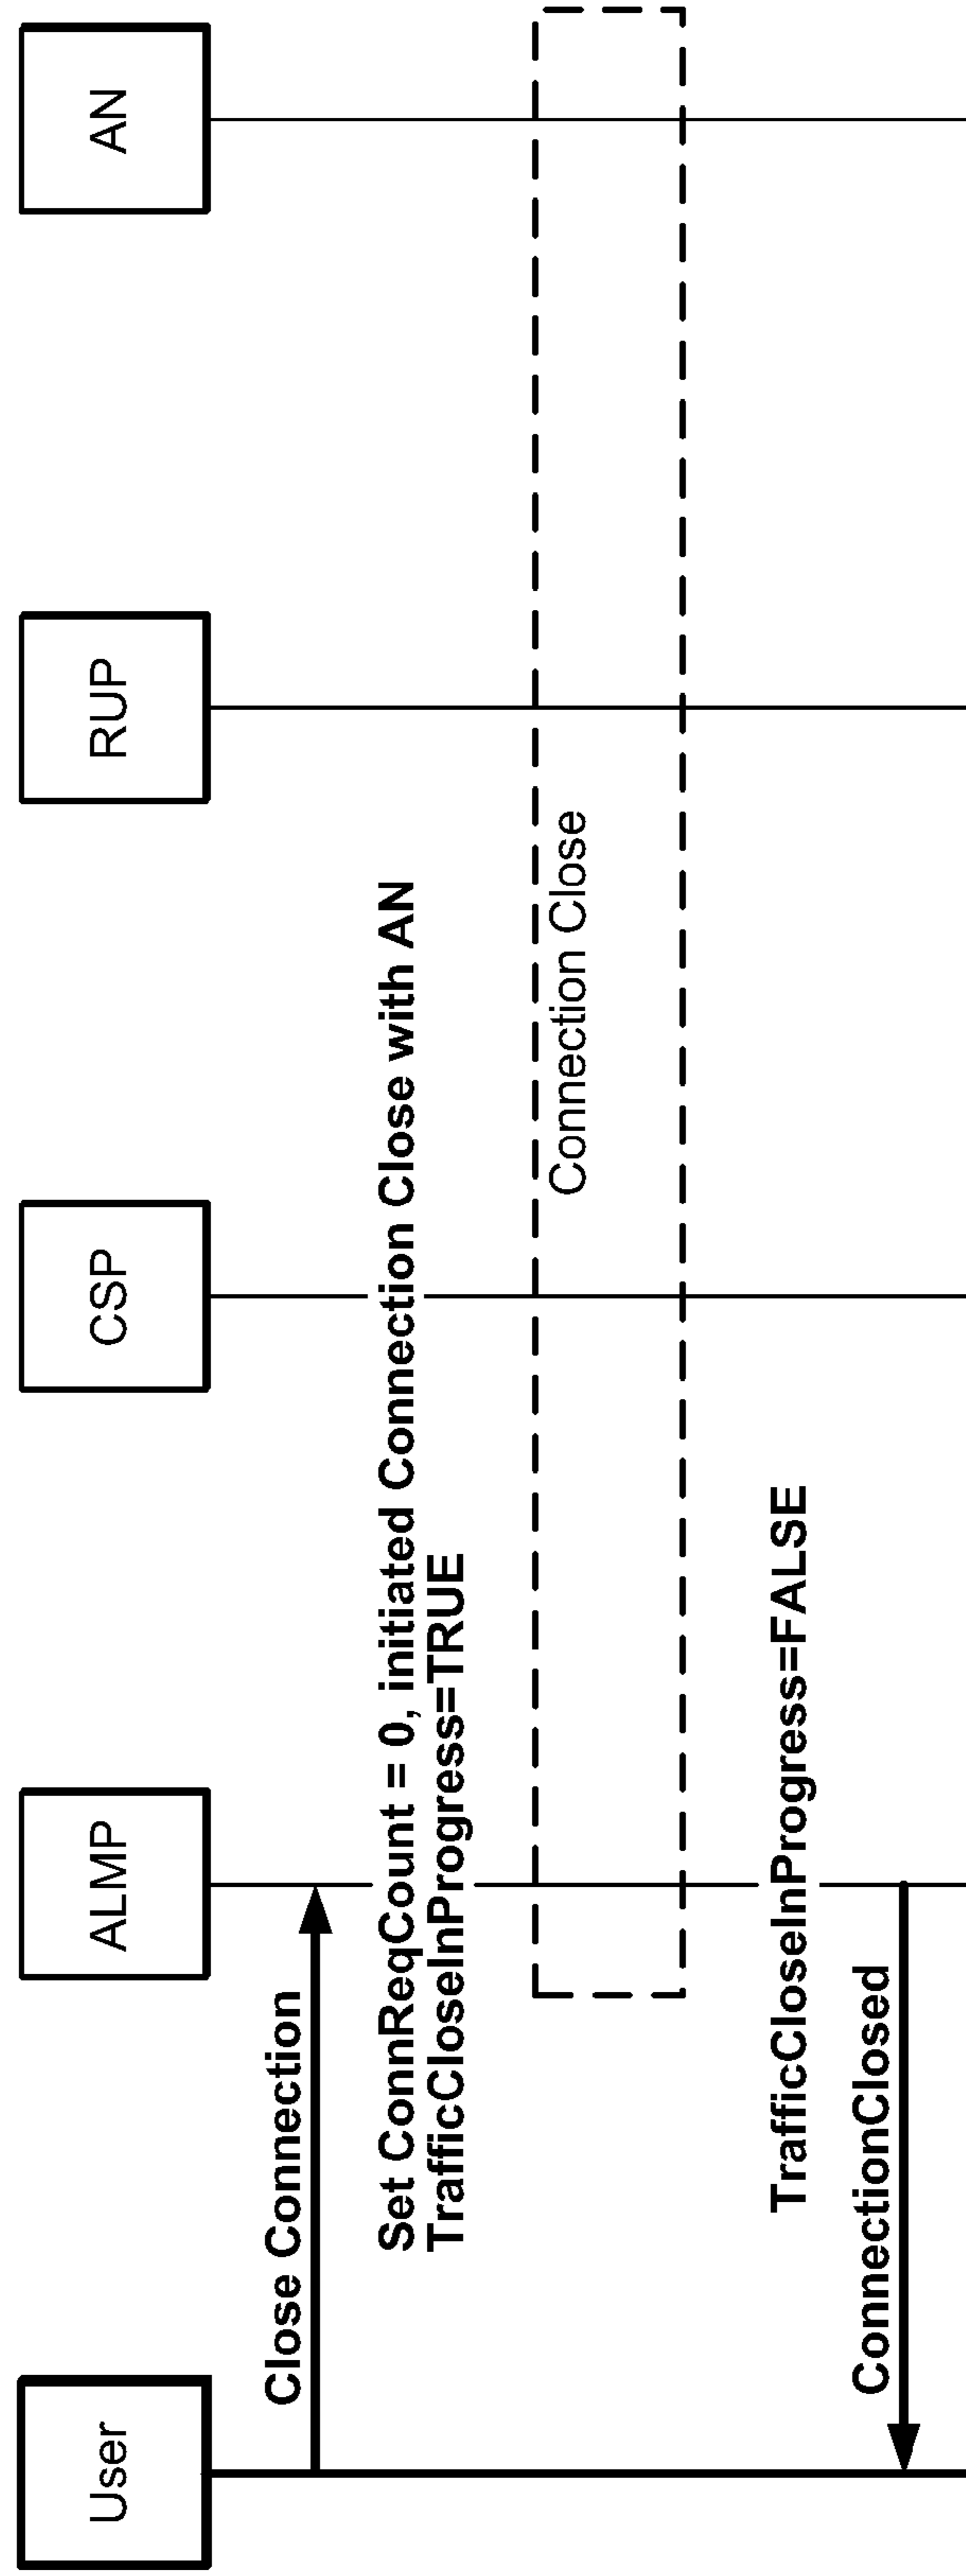 User
ALMP
CSP
RUP
AN
Close Connection
Set ConnReqCount = 0, initiated Connection Close with AN
TrafficCloseInProgress=TRUE
Connection Close
TrafficCloseInProgress=FALSE
ConnectionClosed